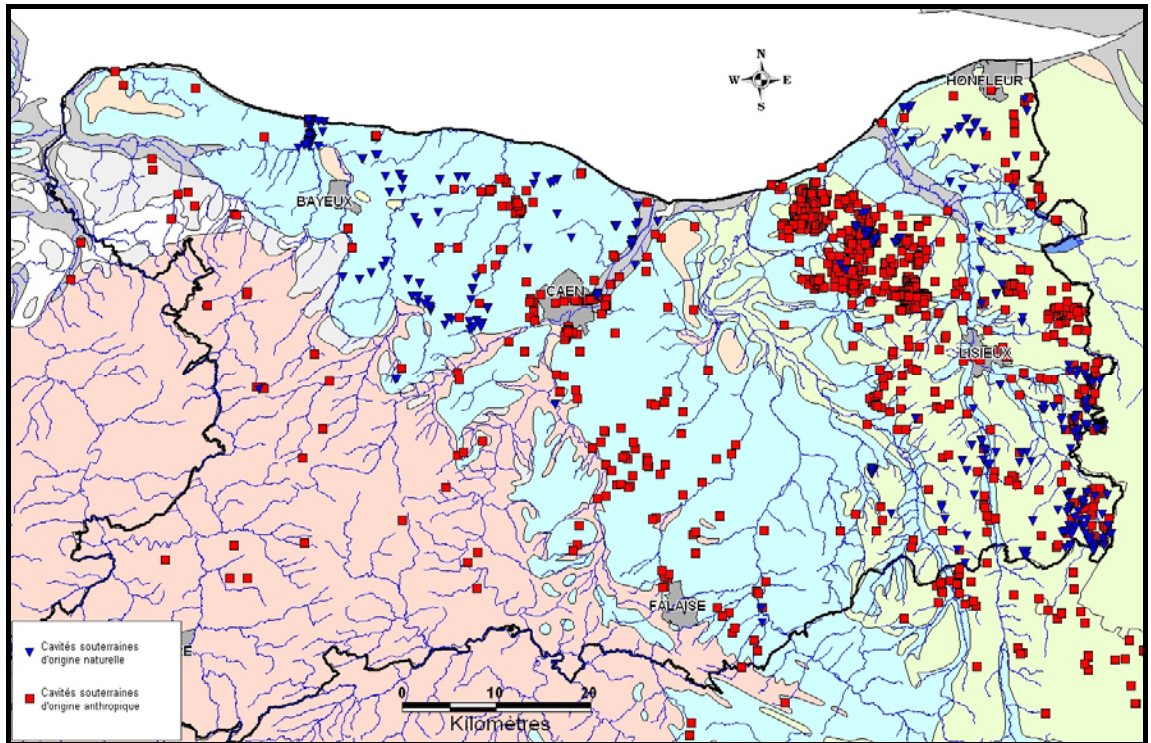 N
W E
S
HONFLEUR
BAYEUX
CAEN
LISIEUX
FALAISE
E
Cavités souterraines
d'origine naturelle
Cavités souterraines
d'origine anthropique
0 10 20
Kilomètres